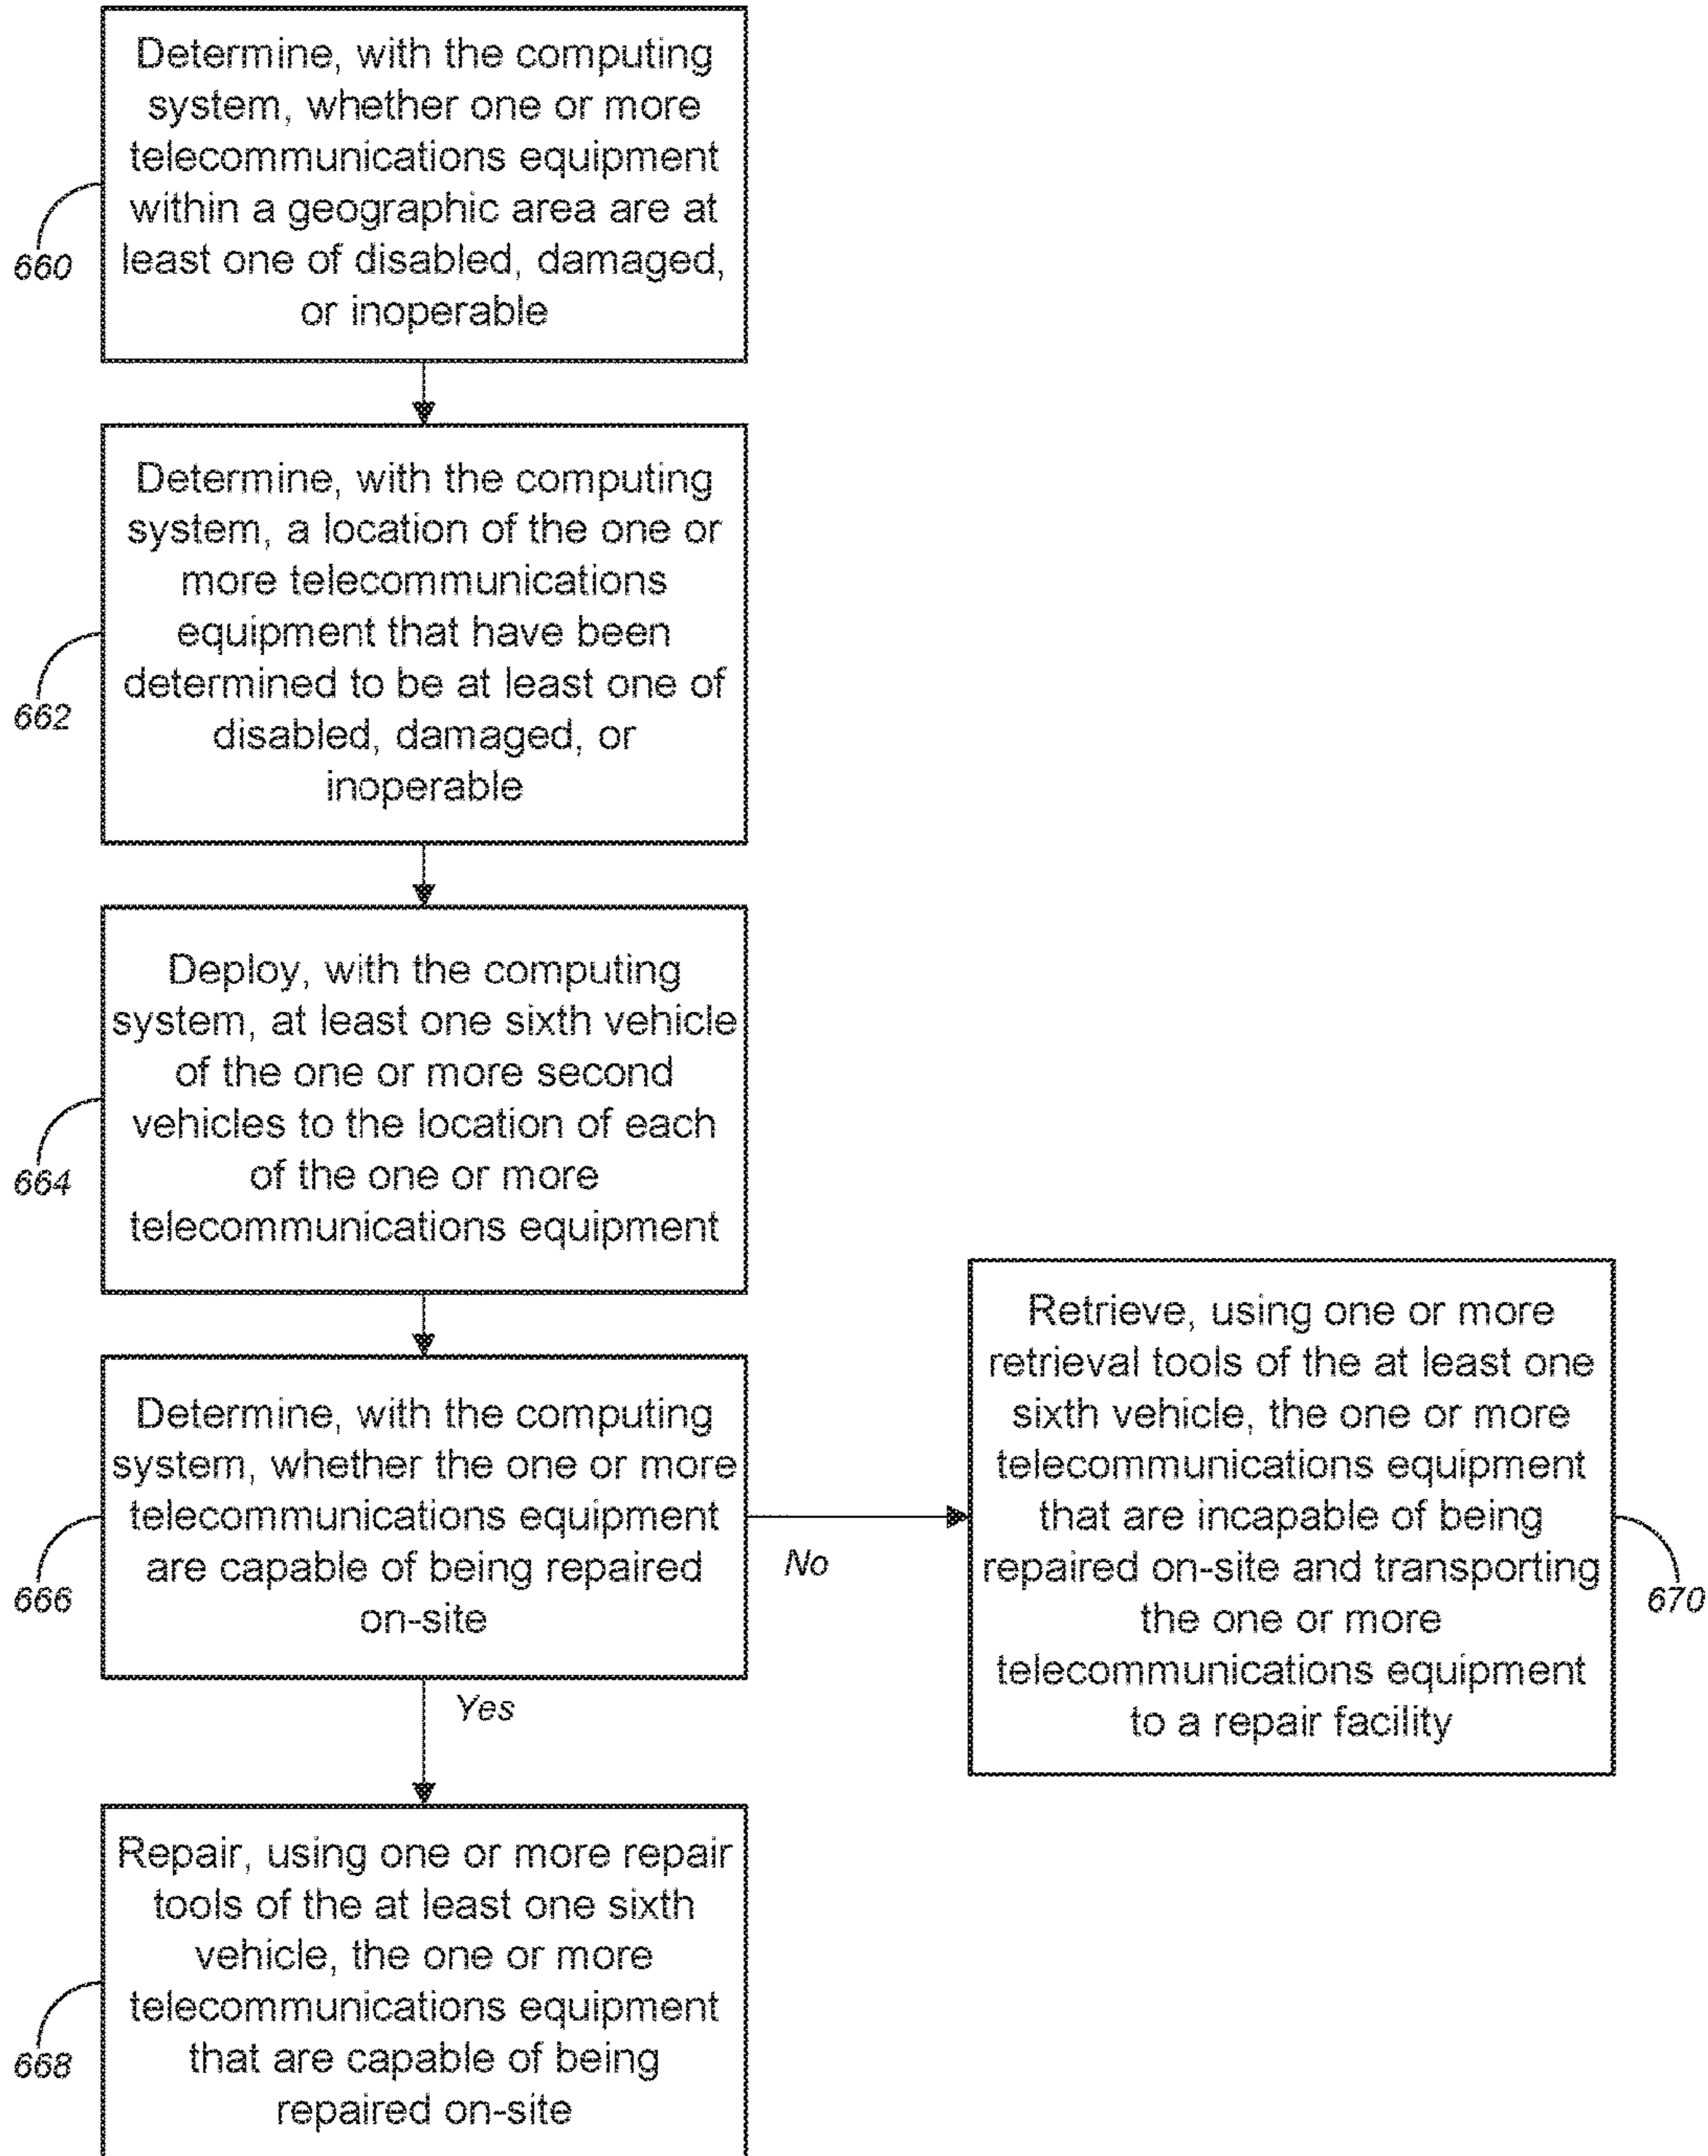 Determine, with the computing
system, whether one or more
telecommunications equipment
within a geographic area are at
least one of disabled, damaged,
or inoperable
660
Determine, with the computing
system, a location of the one or
more telecommunications
equipment that have been
determined to be at least one of
disabled, damaged, or
inoperable
662
Deploy, with the computing
system, at least one sixth vehicle
of the one or more second
vehicles to the location of each
of the one or more
telecommunications equipment
664
Determine, with the computing
system, whether the one or more
telecommunications equipment
are capable of being repaired
on-site
666
No
Retrieve, using one or more
retrieval tools of the at least one
sixth vehicle, the one or more
telecommunications equipment
that are incapable of being
repaired on-site and transporting
the one or more
telecommunications equipment
to a repair facility
670
Yes
Repair, using one or more repair
tools of the at least one sixth
vehicle, the one or more
telecommunications equipment
that are capable of being
repaired on-site
668